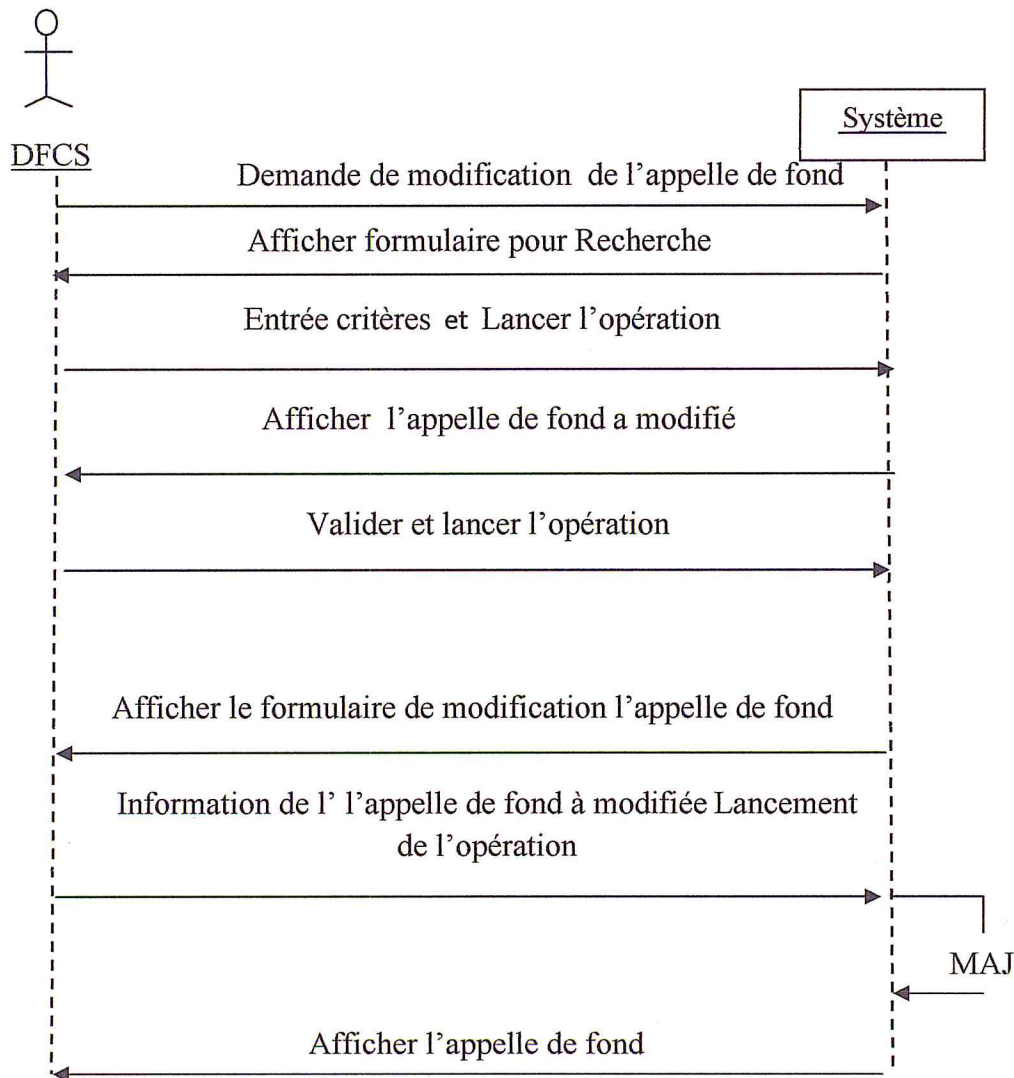 Système
DFCS
Demande de modification de l'appelle de fond
Afficher formulaire pour Recherche
Entrée critères et Lancer l'opération
Afficher l'appelle de fond a modifié
Valider et lancer l'opération
Afficher le formulaire de modification l'appelle de fond
Information de l' l'appelle de fond à modifiée Lancement
de l'opération
MAJ
Afficher l'appelle de fond